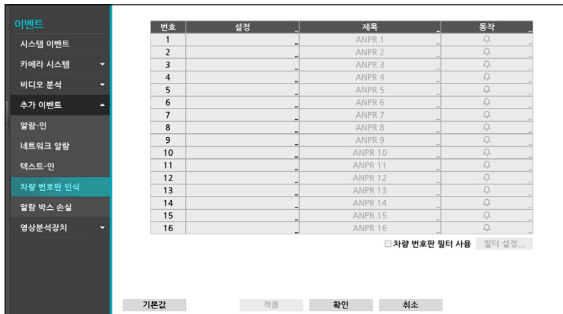 이벤트
시스템 이벤트
카메라 시스템
비디오 분석
추가 이벤트
알람-인
네트워크 알람
텍스트-인
차량 번호판 인식
알람 박스 손실
영상분석장치
번호 설정 제목 동작
1 ANPR 1
2 ANPR 2
3 ANPR 3
4 ANPR 4
5 ANPR 5
6 ANPR 6
7 ANPR 7
8 ANPR 8
9 ANPR 9
10 ANPR 10
11 ANPR 11
12 ANPR 12
13 ANPR 13
14 ANPR 14
15 ANPR 15
16 ANPR 16
차량 번호판 필터 사용 필터 설정...
기본값 적용 확인 취소